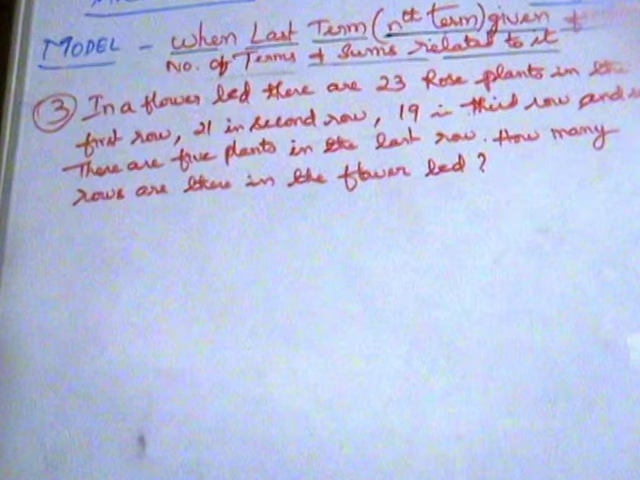 MODEL - When Last Term (nth term) given &
No. of Terms & Sums related to it
(3) In a flower bed there are 23 Rose plants in the
first row, 21 in second row, 19 in third row and
There are five plants in the last row. How many
rows are there in the flower bed?